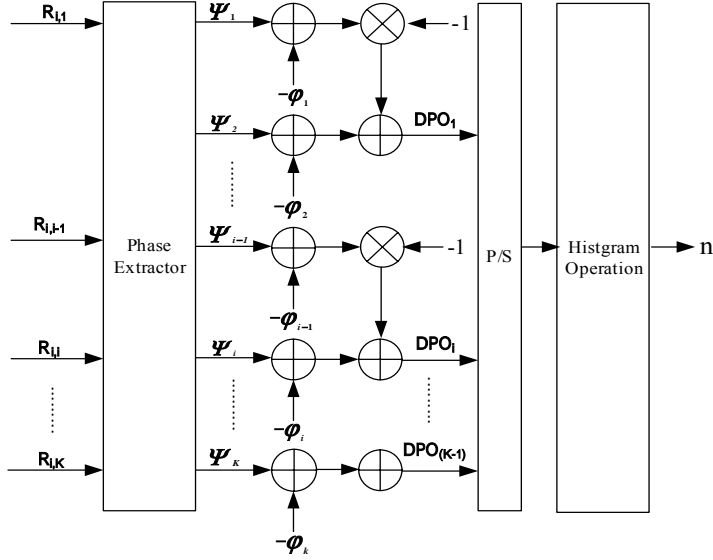 R_{i,1} Ψ_1 -1
−φ_1
Ψ_2 DPO_1
−φ_2
R_{i,i-1} Ψ_{i−1} -1
Phase
Extractor
P/S
Histgram
Operation
n
−φ_{i−1}
R_{i,i} Ψ_i DPO_i
−φ_i
R_{i,K} Ψ_K DPO_{(K-1)}
−φ_k